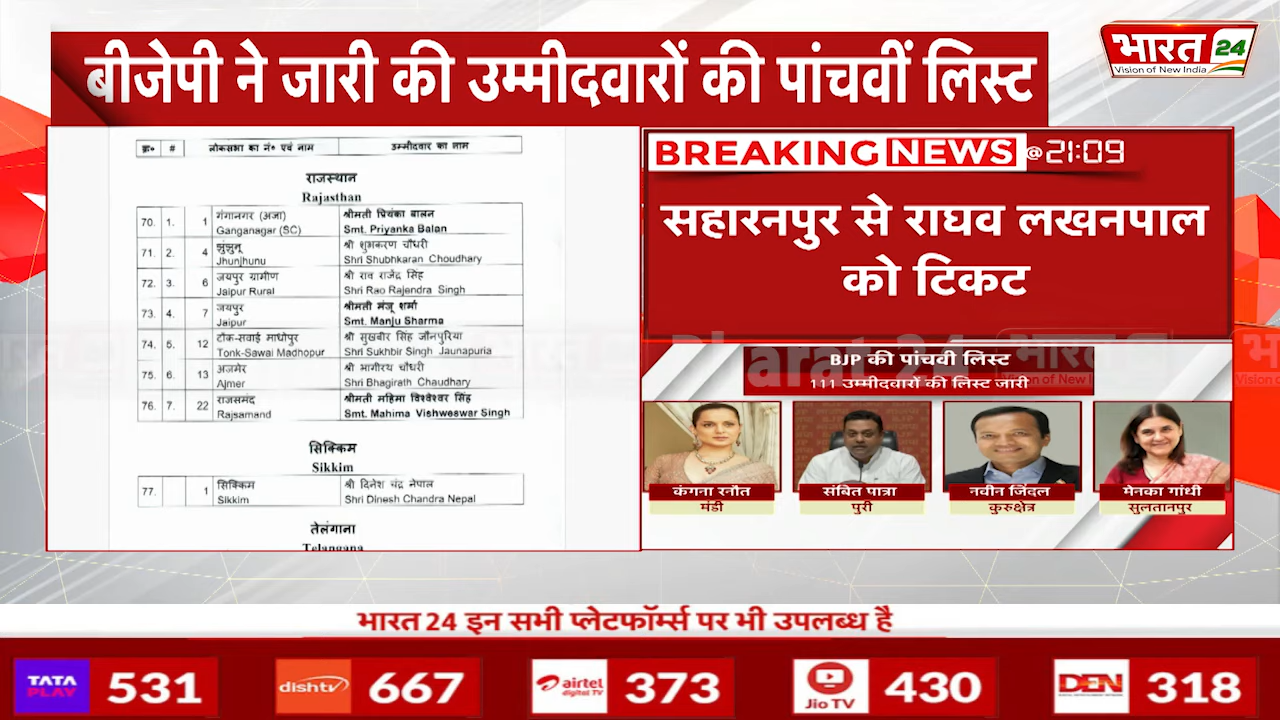 बीजेपी ने जारी की उम्मीदवारों की पांचवीं लिस्ट
भारत 24
Vision of New India
क्र० # लोकसभा का नं० एवं नाम उम्मीदवार का नाम
राजस्थान
Rajasthan
70. 1. 1 गंगानगर (अजा) श्रीमती प्रियंका बालन
Ganganagar (SC) Smt. Priyanka Balan
71. 2. 4 झुंझुनू श्री शुभकरण चौधरी
Jhunjhunu Shri Shubhkaran Choudhary
72. 3. 6 जयपुर ग्रामीण श्री राव राजेंद्र सिंह
Jaipur Rural Shri Rao Rajendra Singh
73. 4. 7 जयपुर श्रीमती मंजू शर्मा
Jaipur Smt. Manju Sharma
74. 5. 12 टोंक-सवाई माधोपुर श्री सुखबीर सिंह जौनपुरिया
Tonk-Sawai Madhopur Shri Sukhbir Singh Jaunapuria
75. 6. 13 अजमेर श्री भागीरथ चौधरी
Ajmer Shri Bhagirath Chaudhary
76. 7. 22 राजसमंद श्रीमती महिमा विश्वेश्वर सिंह
Rajsamand Smt. Mahima Vishweswar Singh
सिक्किम
Sikkim
77. 1 सिक्किम श्री दिनेश चंद्र नेपाल
Sikkim Shri Dinesh Chandra Nepal
तेलंगाना
Telangana
BREAKING NEWS @21:09
सहारनपुर से राघव लखनपाल
को टिकट
BJP की पांचवी लिस्ट
111 उम्मीदवारों की लिस्ट जारी
कंगना रनौत संबित पात्रा नवीन जिंदल मेनका गांधी
मंडी पुरी कुरुक्षेत्र सुलतानपुर
भारत 24 इन सभी प्लेटफॉर्म्स पर भी उपलब्ध है
TATA PLAY 531 dishtv 667 airtel digital TV 373 JioTV 430 DEN 318